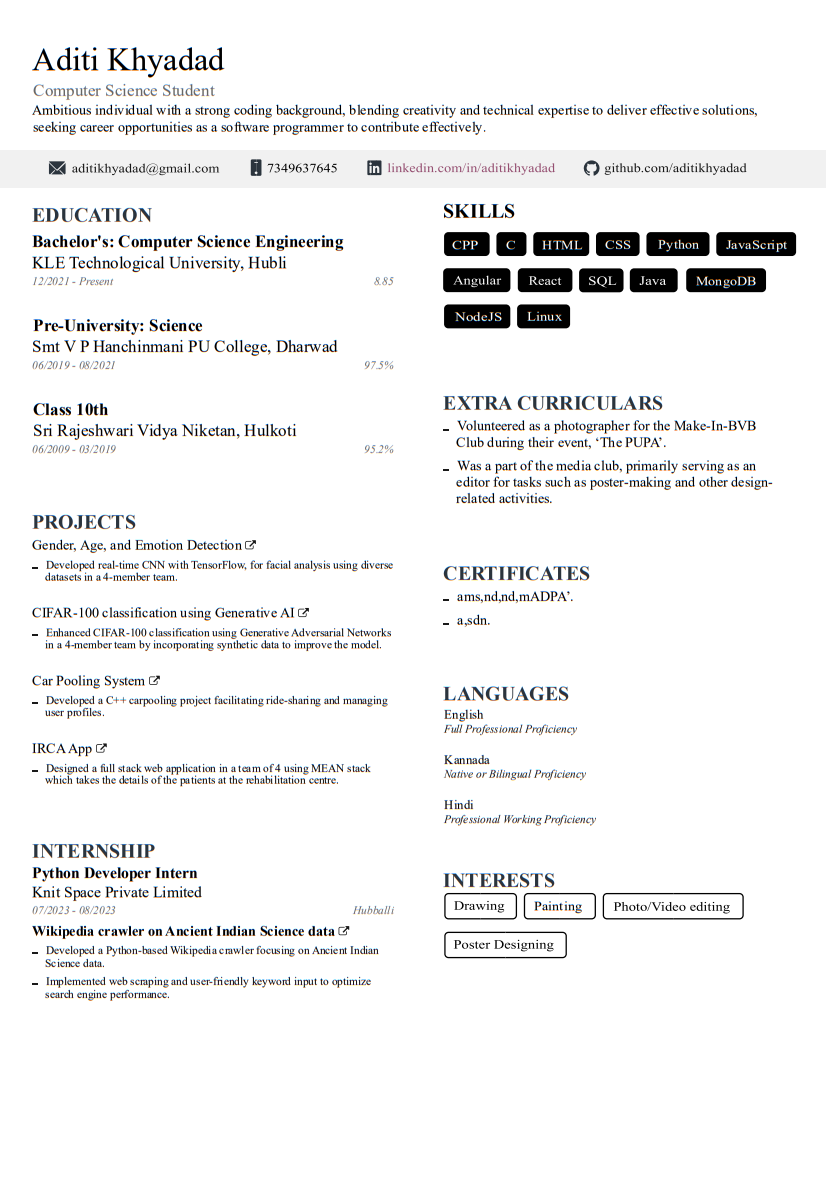 Aditi Khyadad
Computer Science Student
Ambitious individual with a strong coding background, blending creativity and technical expertise to deliver effective solutions,
seeking career opportunities as a software programmer to contribute effectively.
aditikhyadad@gmail.com 7349637645 linkedin.com/in/aditikhyadad github.com/aditikhyadad
EDUCATION
Bachelor's: Computer Science Engineering
KLE Technological University, Hubli
12/2021 - Present 8.85
Pre-University: Science
Smt V P Hanchinmani PU College, Dharwad
06/2019 - 08/2021 97.5%
Class 10th
Sri Rajeshwari Vidya Niketan, Hulkoti
06/2009 - 03/2019 95.2%
PROJECTS
Gender, Age, and Emotion Detection
Developed real-time CNN with TensorFlow, for facial analysis using diverse
datasets in a 4-member team.
CIFAR-100 classification using Generative AI
Enhanced CIFAR-100 classification using Generative Adversarial Networks
in a 4-member team by incorporating synthetic data to improve the model.
Car Pooling System
Developed a C++ carpooling project facilitating ride-sharing and managing
user profiles.
IRCA App
Designed a full stack web application in a team of 4 using MEAN stack
which takes the details of the patients at the rehabilitation centre.
INTERNSHIP
Python Developer Intern
Knit Space Private Limited
07/2023 - 08/2023 Hubballi
Wikipedia crawler on Ancient Indian Science data
Developed a Python-based Wikipedia crawler focusing on Ancient Indian
Science data.
Implemented web scraping and user-friendly keyword input to optimize
search engine performance.
SKILLS
CPP C HTML CSS Python JavaScript
Angular React SQL Java MongoDB
NodeJS Linux
EXTRA CURRICULARS
Volunteered as a photographer for the Make-In-BVB
Club during their event, ‘The PUPA’.
Was a part of the media club, primarily serving as an
editor for tasks such as poster-making and other design-
related activities.
CERTIFICATES
ams,nd,nd,mADPA’.
a,sdn.
LANGUAGES
English
Full Professional Proficiency
Kannada
Native or Bilingual Proficiency
Hindi
Professional Working Proficiency
INTERESTS
Drawing Painting Photo/Video editing
Poster Designing